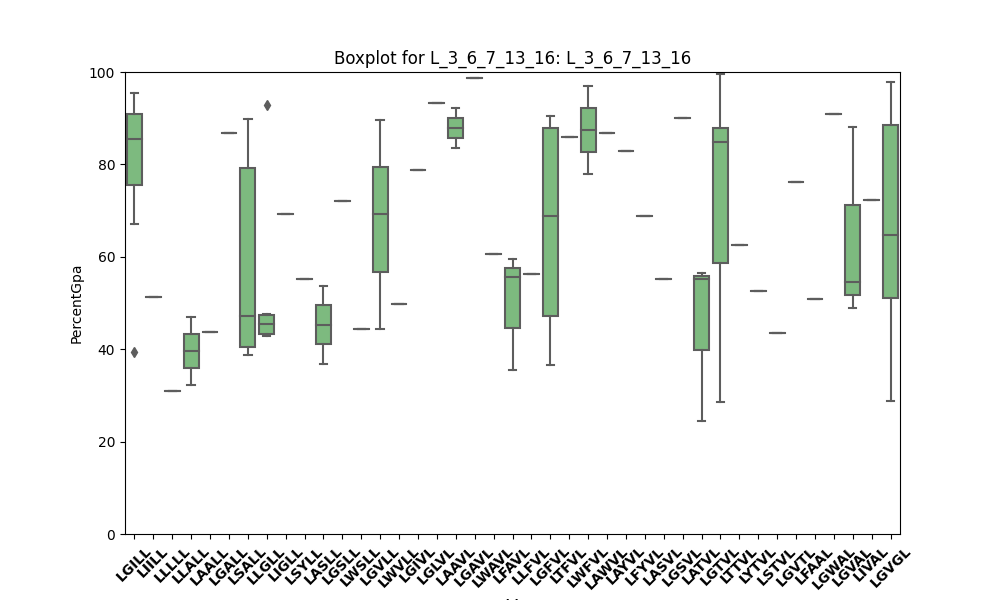 Boxplot for L_3_6_7_13_16: L_3_6_7_13_16
PercentGpa
100
80
60
40
20
0
LGILL
LIILL
LLLLL
LLALL
LAALL
LGALL
LSALL
LLGLL
LIGLL
LSYLL
LASLL
LGSLL
LWSLL
LGVLL
LWVLL
LGIVL
LGLVL
LAAVL
LGAVL
LWAVL
LFAVL
LLFVL
LGFVL
LTFVL
LWFVL
LAWVL
LAYVL
LFYVL
LASVL
LGSVL
LATVL
LGTVL
LTTVL
LYTVL
LSTVL
LGVTL
LFAAL
LGWAL
LGVAL
LIVAL
LGVGL